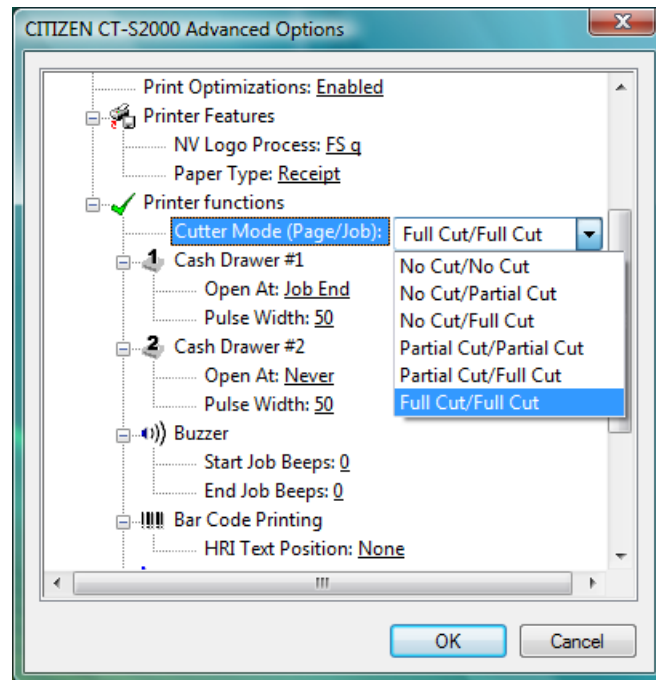 CITIZEN CT-S2000 Advanced Options
Print Optimizations: Enabled
Printer Features
NV Logo Process: FS q
Paper Type: Receipt
Printer functions
Cutter Mode (Page/Job): Full Cut/Full Cut
No Cut/No Cut
No Cut/Partial Cut
No Cut/Full Cut
Partial Cut/Partial Cut
Partial Cut/Full Cut
Full Cut/Full Cut
1 Cash Drawer #1
Open At: Job End
Pulse Width: 50
2 Cash Drawer #2
Open At: Never
Pulse Width: 50
Buzzer
Start Job Beeps: 0
End Job Beeps: 0
Bar Code Printing
HRI Text Position: None
OK Cancel